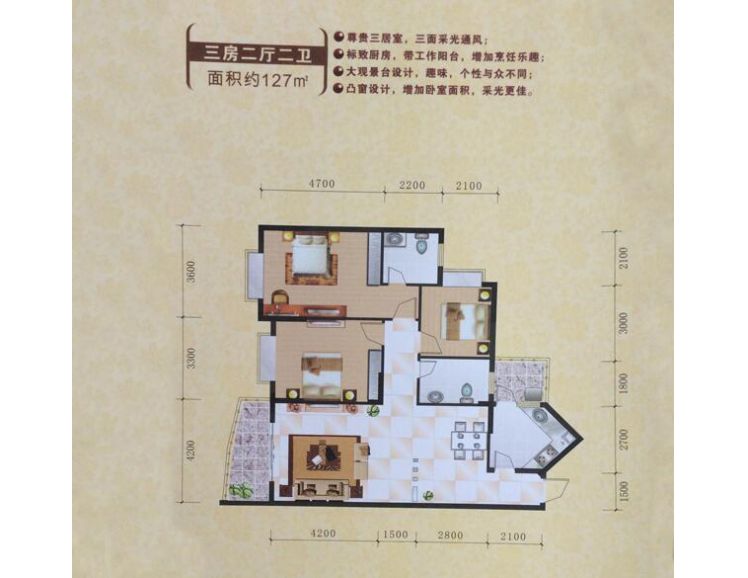 三房二厅二卫
面积约127㎡
尊贵三居室，三面采光通风；
标致厨房，带工作阳台，增加烹饪乐趣；
大观景台设计，趣味，个性与众不同；
凸窗设计，增加卧室面积，采光更佳。
4700 2200 2100
3600
3300
4200
2100
3000
1800
2700
1500
4200 1500 2800 2100